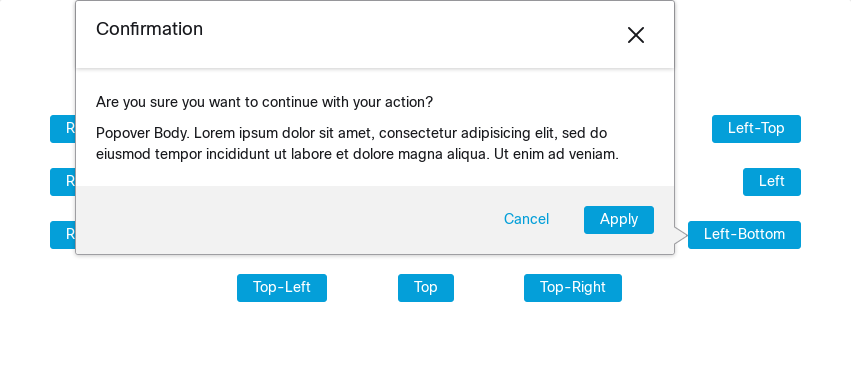 Confirmation
Are you sure you want to continue with your action?
Popover Body. Lorem ipsum dolor sit amet, consectetur adipisicing elit, sed do
eiusmod tempor incididunt ut labore et dolore magna aliqua. Ut enim ad veniam.
Cancel Apply
R Left-Top
R Left
R Left-Bottom
Top-Left Top Top-Right